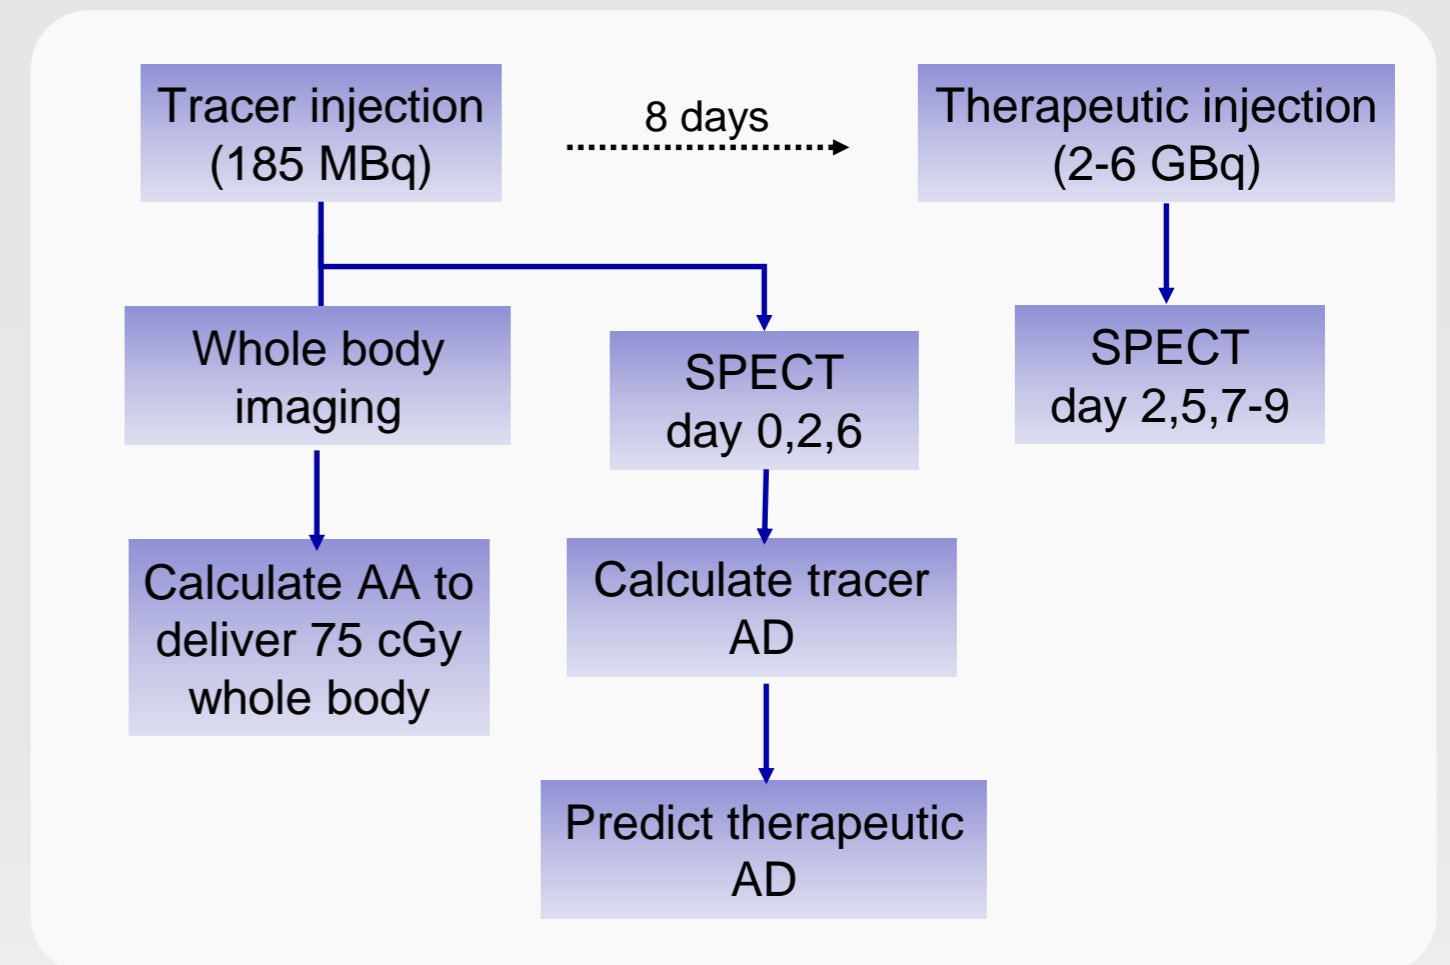 Tracer injection
(185 MBq)
8 days
Therapeutic injection
(2-6 GBq)
Whole body
imaging
SPECT
day 0,2,6
SPECT
day 2,5,7-9
Calculate AA to
deliver 75 cGy
whole body
Calculate tracer
AD
Predict therapeutic
AD